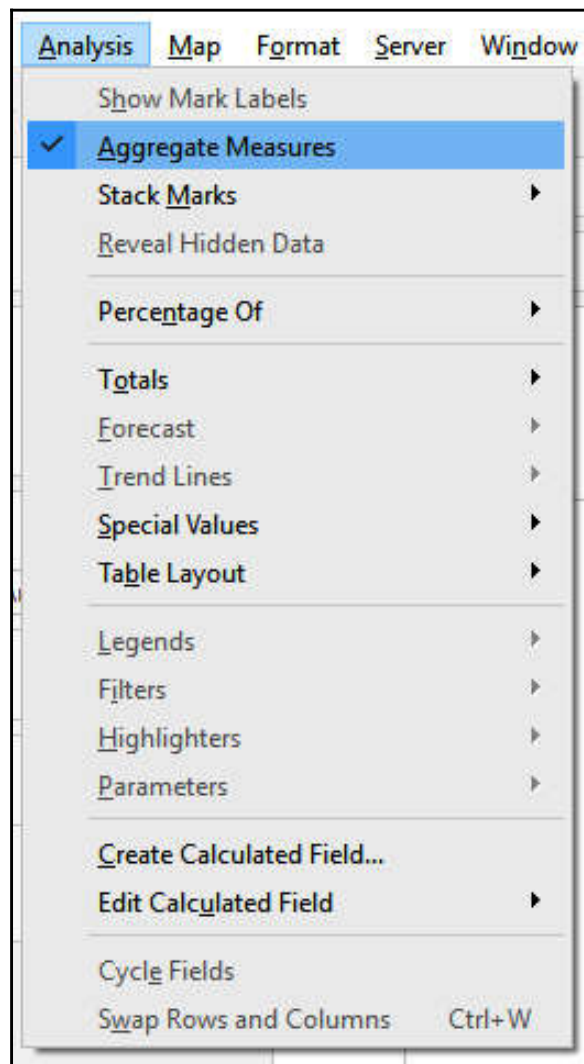 Analysis Map Format Server Window
Show Mark Labels
Aggregate Measures
Stack Marks
Reveal Hidden Data
Percentage Of
Totals
Forecast
Trend Lines
Special Values
Table Layout
Legends
Filters
Highlighters
Parameters
Create Calculated Field...
Edit Calculated Field
Cycle Fields
Swap Rows and Columns Ctrl+W